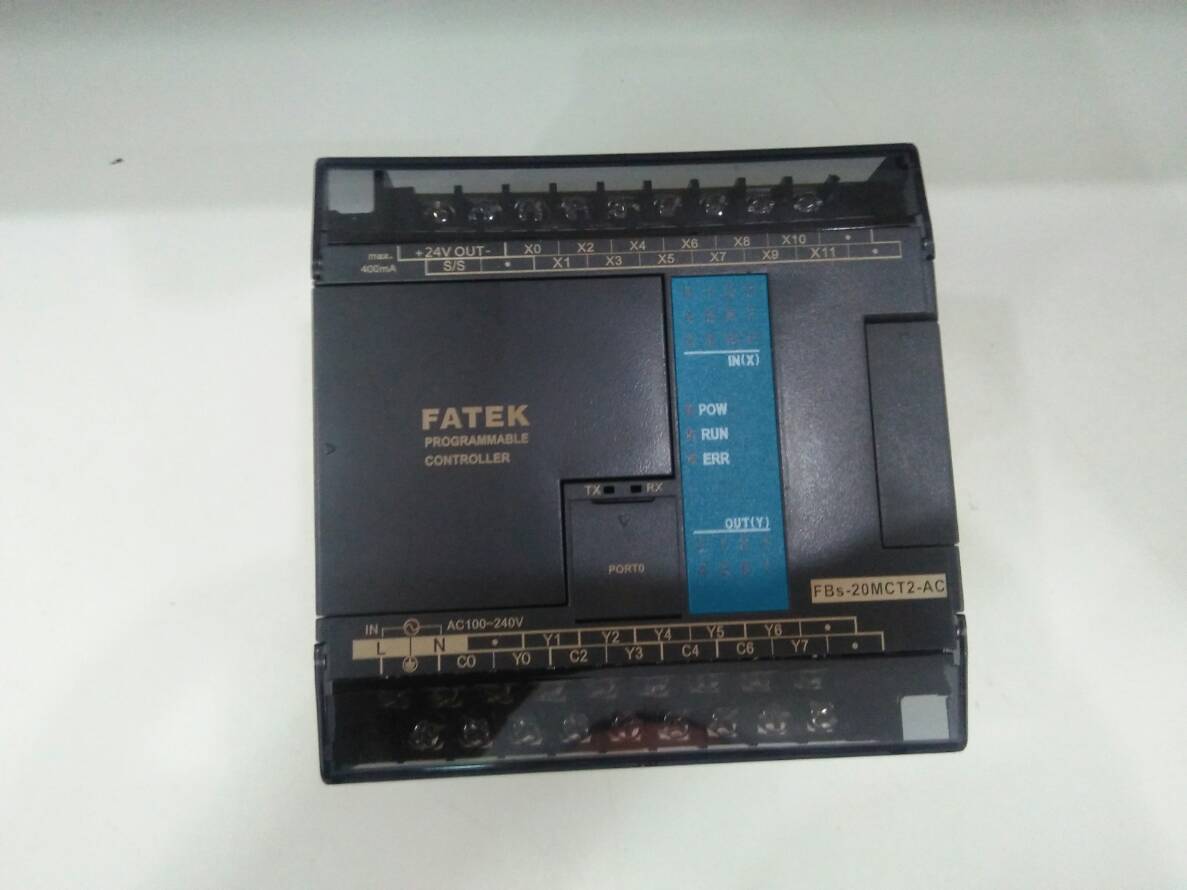 +24V OUT- X0 X2 X4 X6 X8 X10
max. 400mA S/S X1 X3 X5 X7 X9 X11
IN(X)
FATEK
PROGRAMMABLE
CONTROLLER
POW
RUN
ERR
TX RX
OUT(Y)
PORT0
FBs-20MCT2-AC
IN AC100~240V
L N Y1 Y2 Y4 Y5 Y6
C0 Y0 C2 Y3 C4 C6 Y7